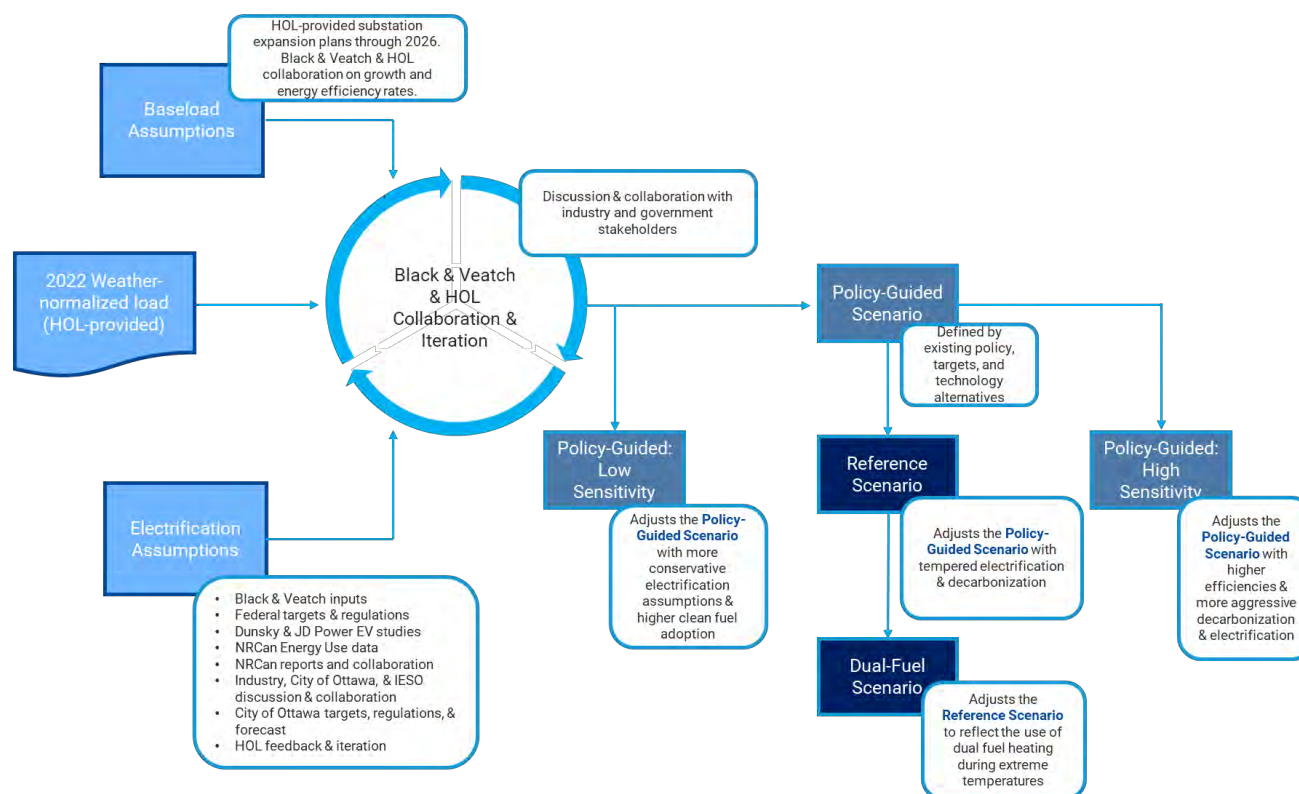 HOL-provided substation
expansion plans through 2026.
Black & Veatch & HOL
collaboration on growth and
energy efficiency rates.
Baseload
Assumptions
Discussion & collaboration with
industry and government
stakeholders
2022 Weather-
normalized load
(HOL-provided)
Black & Veatch
& HOL
Collaboration &
Iteration
Policy-Guided
Scenario
Defined by
existing policy,
targets, and
technology
alternatives
Policy-Guided:
Low
Sensitivity
Reference
Scenario
Policy-Guided:
High
Sensitivity
Electrification
Assumptions
Adjusts the Policy-
Guided Scenario
with more
conservative
electrification
assumptions &
higher clean fuel
adoption
Adjusts the Policy-
Guided Scenario with
tempered electrification
& decarbonization
Adjusts the
Policy-Guided
Scenario with
higher
efficiencies &
more aggressive
decarbonization
& electrification
• Black & Veatch inputs
• Federal targets & regulations
• Dunsky & JD Power EV studies
• NRCan Energy Use data
• NRCan reports and collaboration
• Industry, City of Ottawa, & IESO
discussion & collaboration
• City of Ottawa targets, regulations, &
forecast
• HOL feedback & iteration
Dual-Fuel
Scenario
Adjusts the
Reference Scenario
to reflect the use of
dual fuel heating
during extreme
temperatures